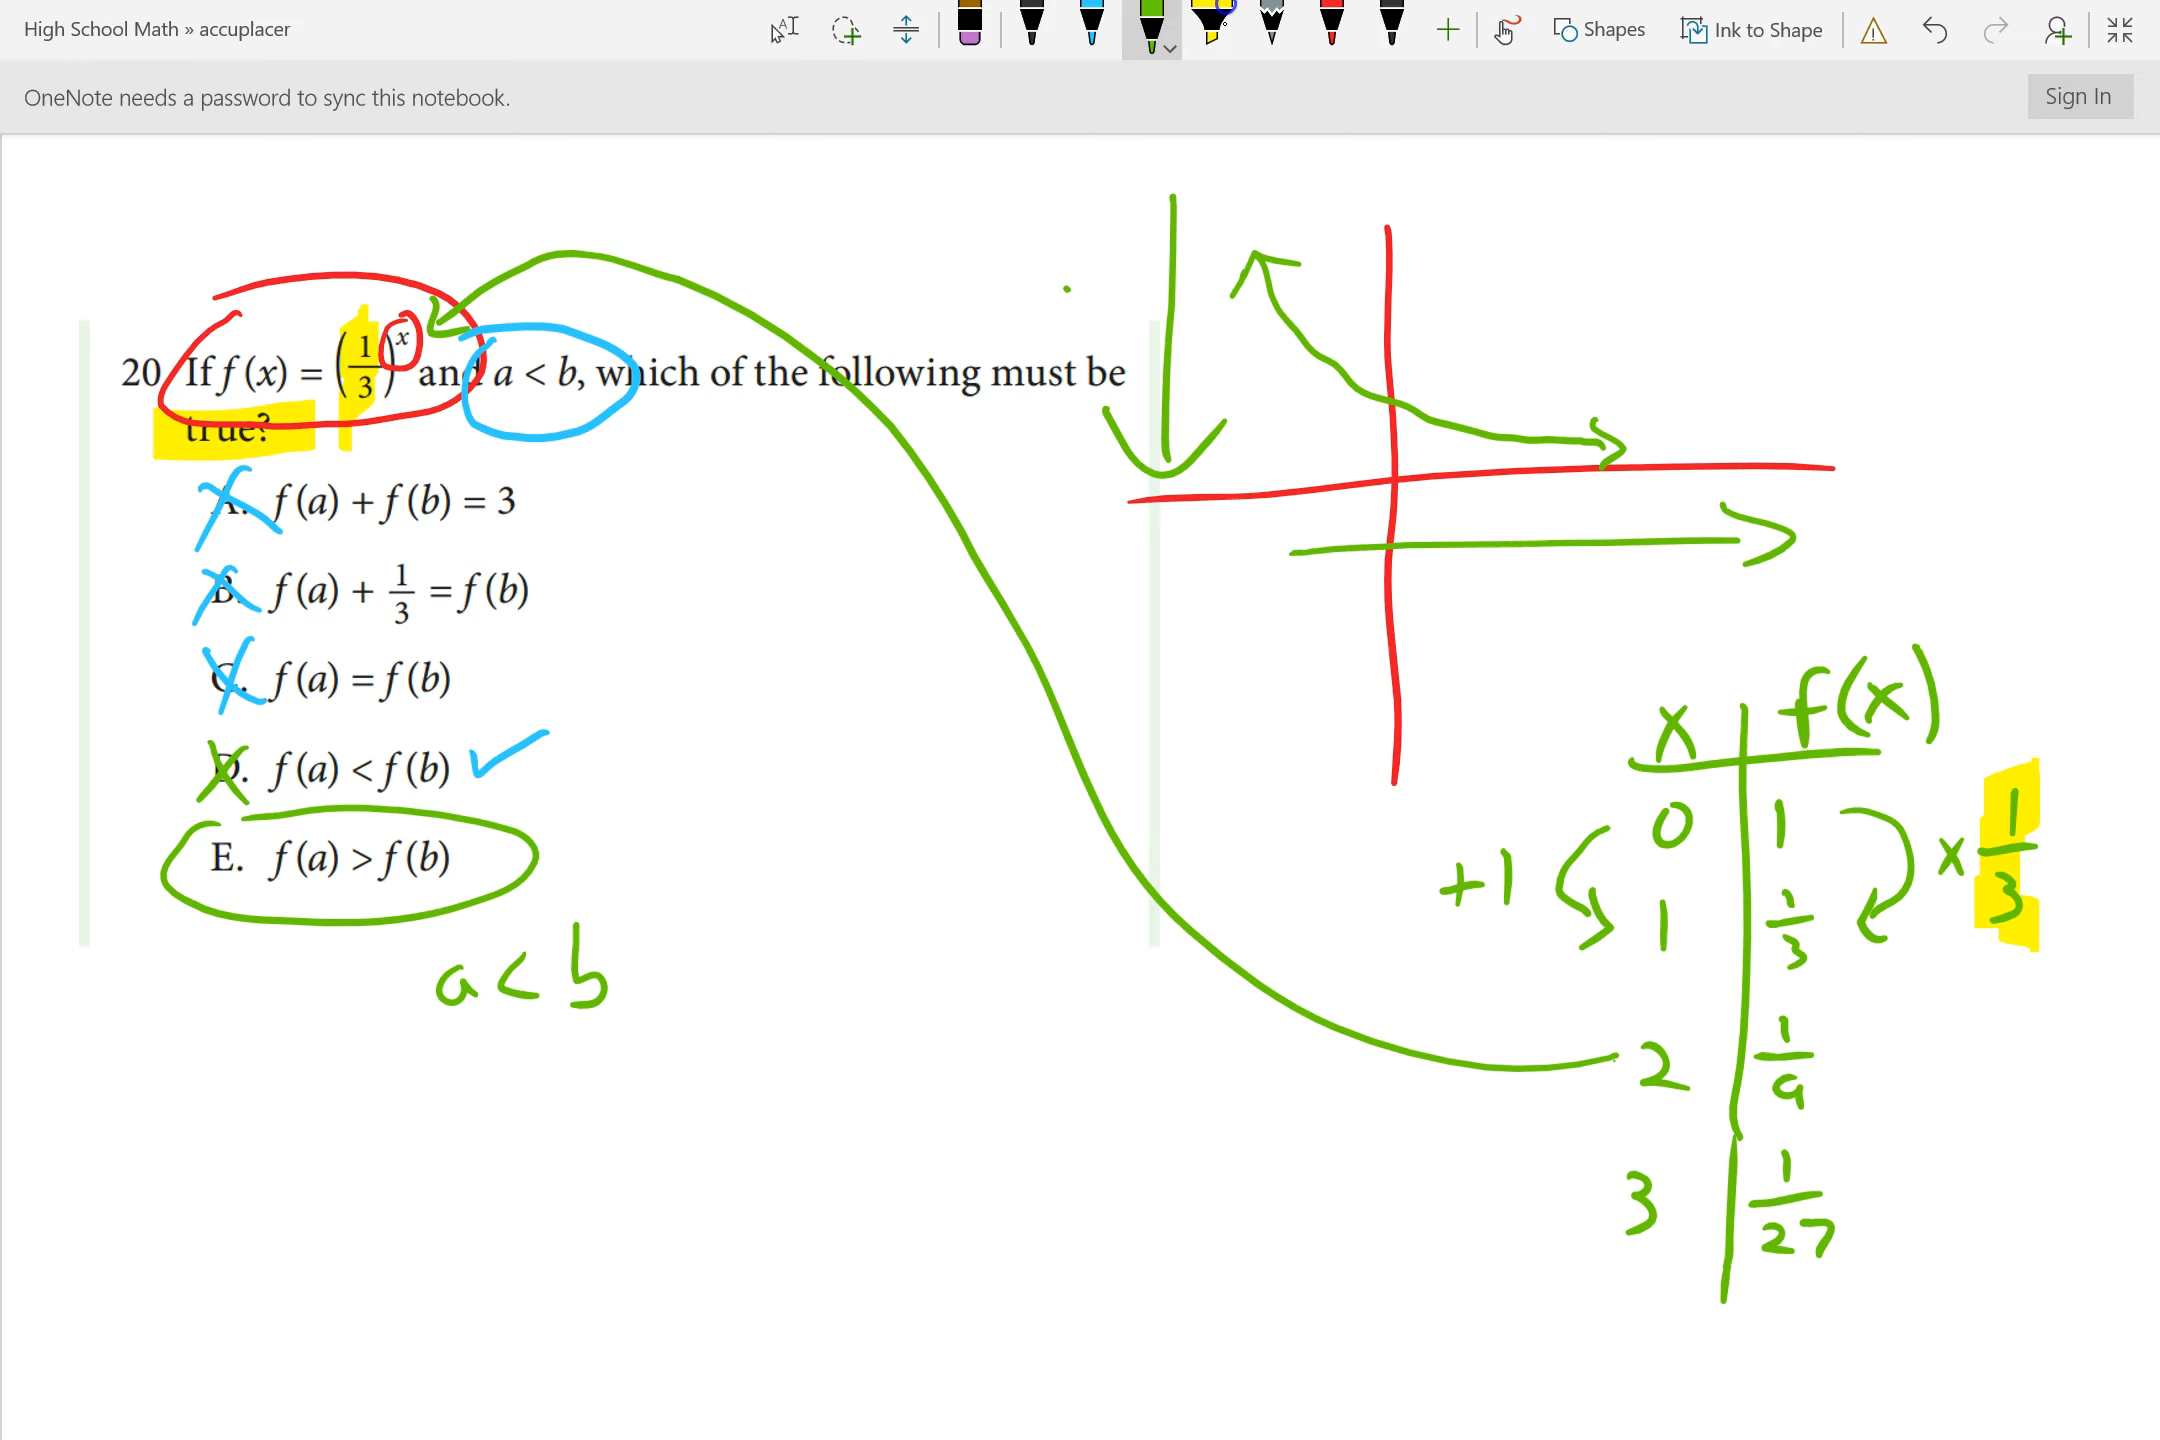 High School Math » accuplacer
Shapes
Ink to Shape
OneNote needs a password to sync this notebook.
Sign In
20. If f(x) = (1/3)^x and a < b, which of the following must be
true?
A. f(a) + f(b) = 3
B. f(a) + 1/3 = f(b)
C. f(a) = f(b)
D. f(a) < f(b)
E. f(a) > f(b)
a < b
x f(x)
0 1
+1
x 1/3
1 1/3
2 1/9
3 1/27